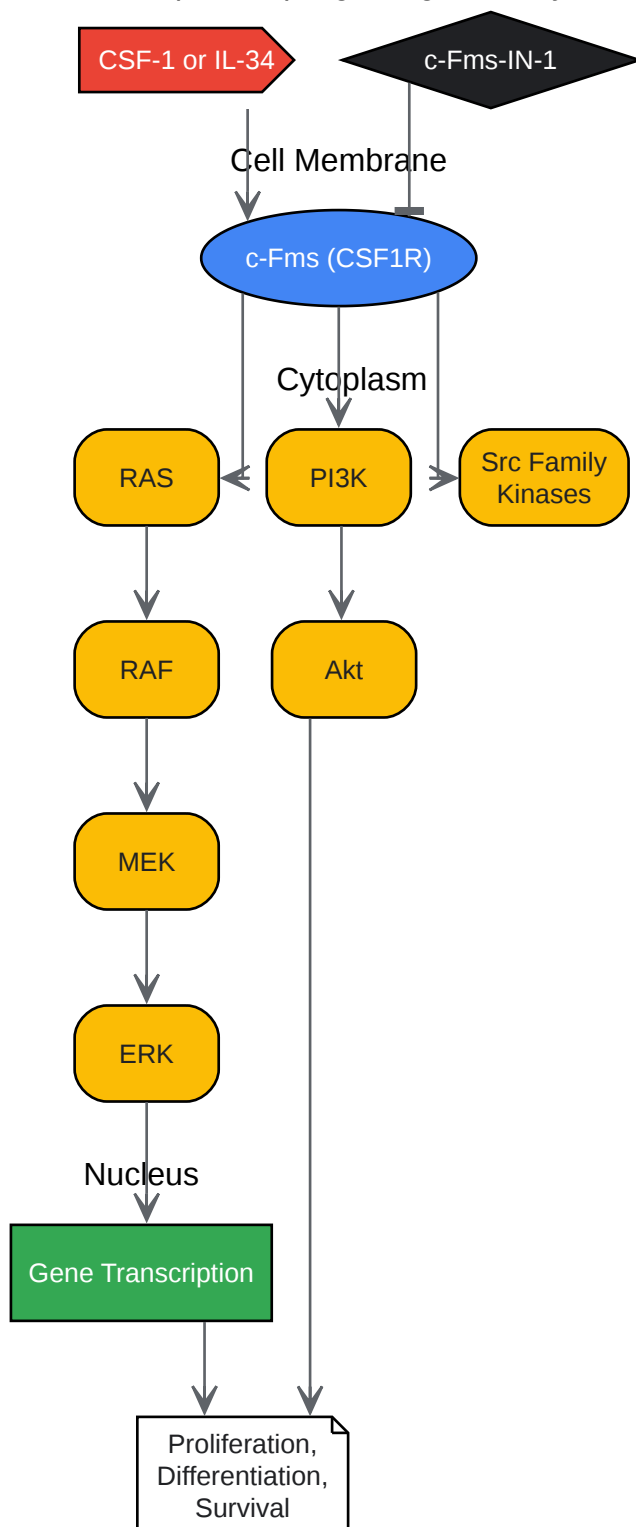 CSF-1 or IL-34
c-Fms-IN-1
Cell Membrane
c-Fms (CSF1R)
Cytoplasm
RAS
PI3K
Src Family
Kinases
RAF
Akt
MEK
ERK
Nucleus
Gene Transcription
Proliferation,
Differentiation,
Survival